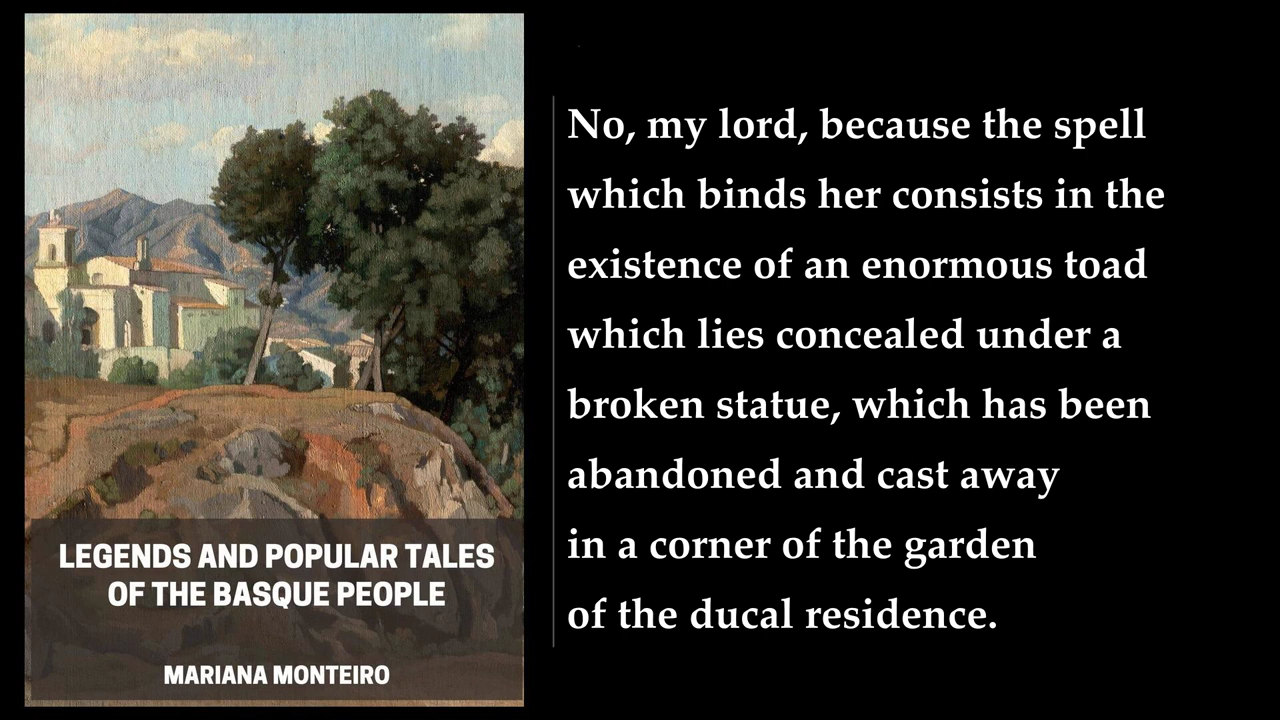 No, my lord, because the spell
which binds her consists in the
existence of an enormous toad
which lies concealed under a
broken statue, which has been
abandoned and cast away
in a corner of the garden
of the ducal residence.
LEGENDS AND POPULAR TALES
OF THE BASQUE PEOPLE
MARIANA MONTEIRO